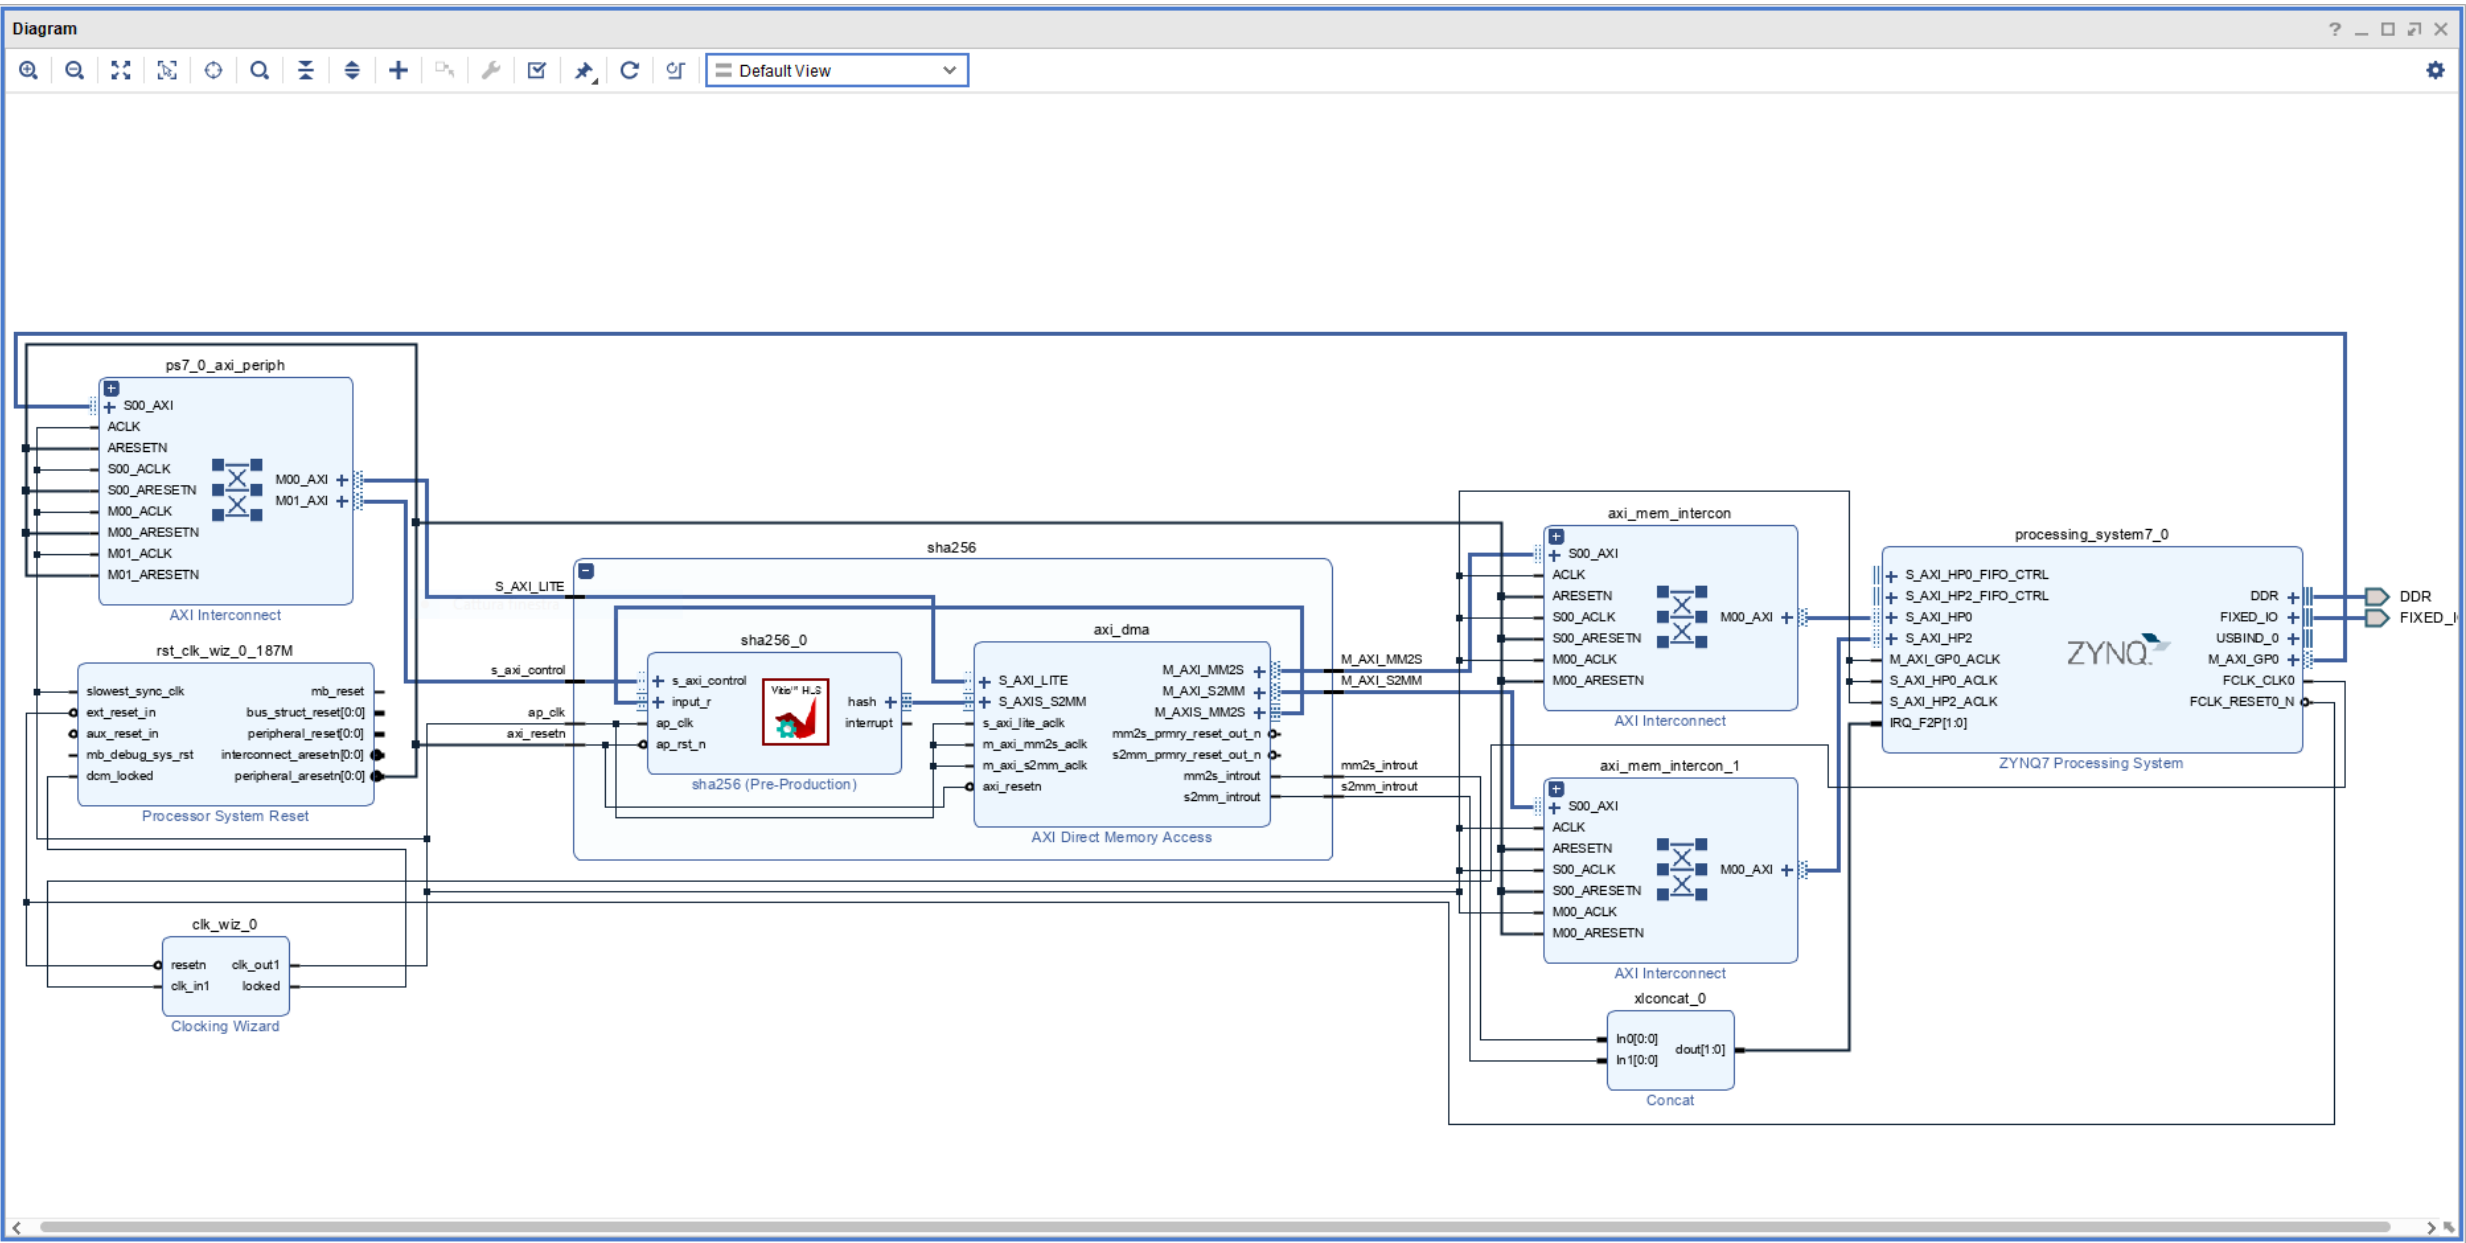 Diagram
Default View
ps7_0_axi_periph
S00_AXI
ACLK
ARESETN
S00_ACLK
S00_ARESETN
M00_ACLK
M00_ARESETN
M01_ACLK
M01_ARESETN
M00_AXI
M01_AXI
AXI Interconnect
rst_clk_wiz_0_187M
slowest_sync_clk
ext_reset_in
aux_reset_in
mb_debug_sys_rst
dcm_locked
mb_reset
bus_struct_reset[0:0]
peripheral_reset[0:0]
interconnect_aresetn[0:0]
peripheral_aresetn[0:0]
Processor System Reset
clk_wiz_0
resetn
clk_in1
clk_out1
locked
Clocking Wizard
sha256
S_AXI_LITE
s_axi_control
ap_clk
axi_resetn
sha256_0
s_axi_control
input_r
ap_clk
ap_rst_n
Vitis™ HLS
hash
interrupt
sha256 (Pre-Production)
axi_dma
S_AXI_LITE
S_AXIS_S2MM
s_axi_lite_aclk
m_axi_mm2s_aclk
m_axi_s2mm_aclk
axi_resetn
M_AXI_MM2S
M_AXI_S2MM
M_AXIS_MM2S
mm2s_prmry_reset_out_n
s2mm_prmry_reset_out_n
mm2s_introut
s2mm_introut
AXI Direct Memory Access
M_AXI_MM2S
M_AXI_S2MM
mm2s_introut
s2mm_introut
axi_mem_intercon
S00_AXI
ACLK
ARESETN
S00_ACLK
S00_ARESETN
M00_ACLK
M00_ARESETN
M00_AXI
AXI Interconnect
axi_mem_intercon_1
S00_AXI
ACLK
ARESETN
S00_ACLK
S00_ARESETN
M00_ACLK
M00_ARESETN
M00_AXI
AXI Interconnect
xlconcat_0
In0[0:0]
In1[0:0]
dout[1:0]
Concat
processing_system7_0
S_AXI_HP0_FIFO_CTRL
S_AXI_HP2_FIFO_CTRL
S_AXI_HP0
S_AXI_HP2
M_AXI_GP0_ACLK
S_AXI_HP0_ACLK
S_AXI_HP2_ACLK
IRQ_F2P[1:0]
ZYNQ
DDR
FIXED_IO
USBIND_0
M_AXI_GP0
FCLK_CLK0
FCLK_RESET0_N
ZYNQ7 Processing System
DDR
FIXED_I